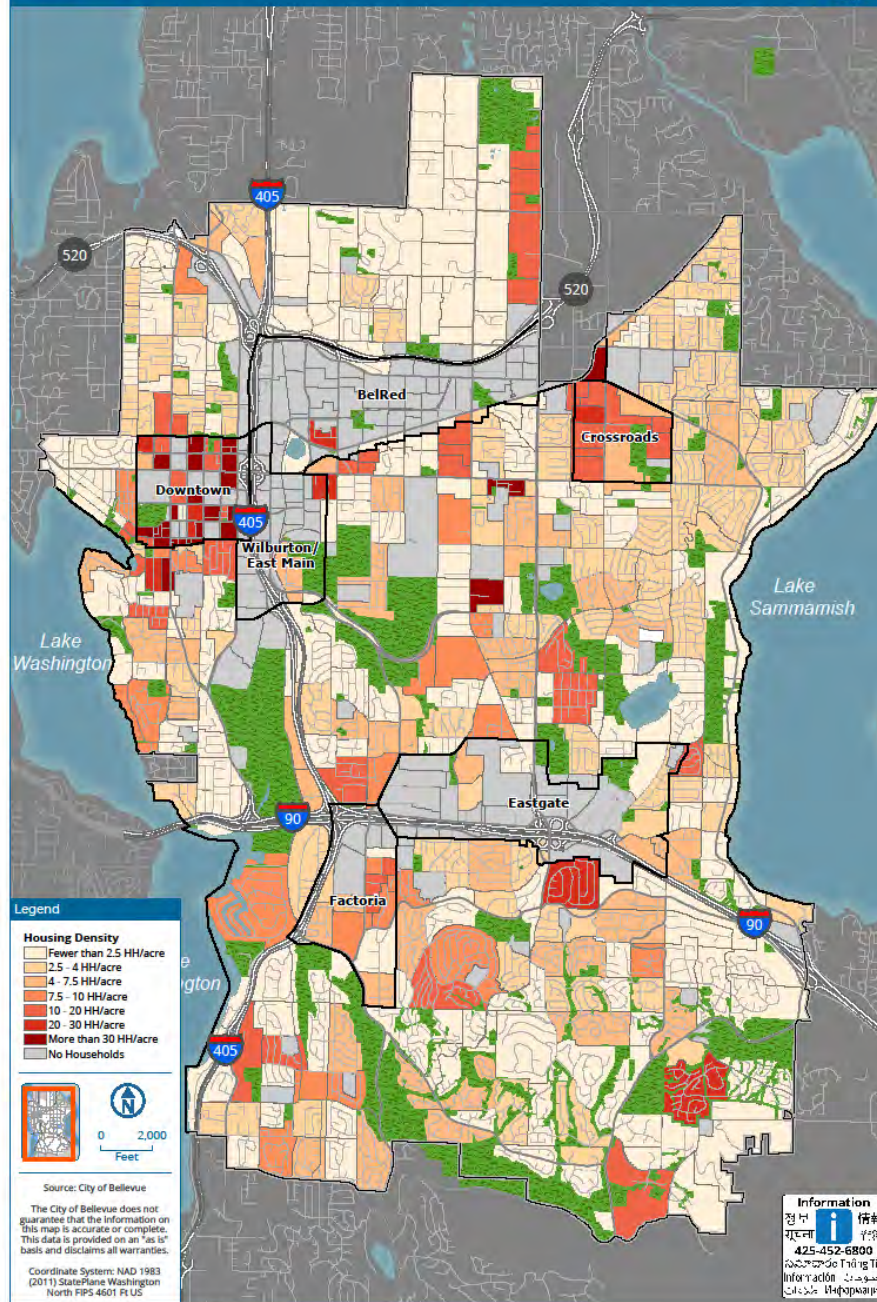 405
520
520
BelRed
Crossroads
Downtown
405
Wilburton/
East Main
Lake
Sammamish
Lake
Washington
Eastgate
90
Factoria
90
405
Legend
Housing Density
Fewer than 2.5 HH/acre
2.5 - 4 HH/acre
4 - 7.5 HH/acre
7.5 - 10 HH/acre
10 - 20 HH/acre
20 - 30 HH/acre
More than 30 HH/acre
No Households
N
0 2,000
Feet
Source: City of Bellevue
The City of Bellevue does not
guarantee that the information on
this map is accurate or complete.
This data is provided on an "as is"
basis and disclaims all warranties.
Coordinate System: NAD 1983
(2011) StatePlane Washington
North FIPS 4601 Ft US
Information
정보 i
425-452-6800
Información